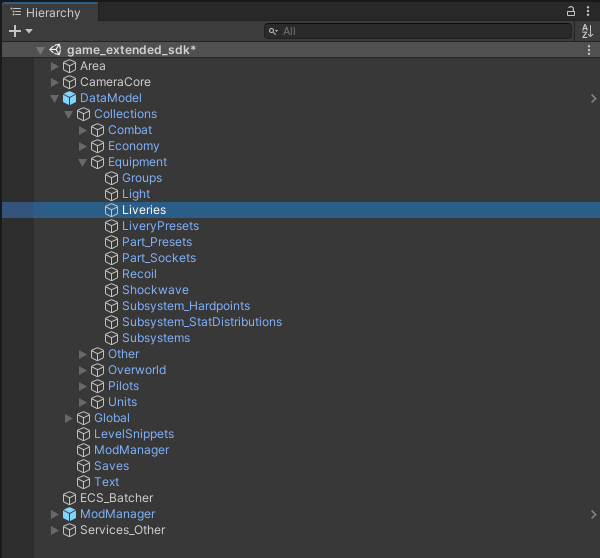 Hierarchy
All
game_extended_sdk*
Area
CameraCore
DataModel
Collections
Combat
Economy
Equipment
Groups
Light
Liveries
LiveryPresets
Part_Presets
Part_Sockets
Recoil
Shockwave
Subsystem_Hardpoints
Subsystem_StatDistributions
Subsystems
Other
Overworld
Pilots
Units
Global
LevelSnippets
ModManager
Saves
Text
ECS_Batcher
ModManager
Services_Other